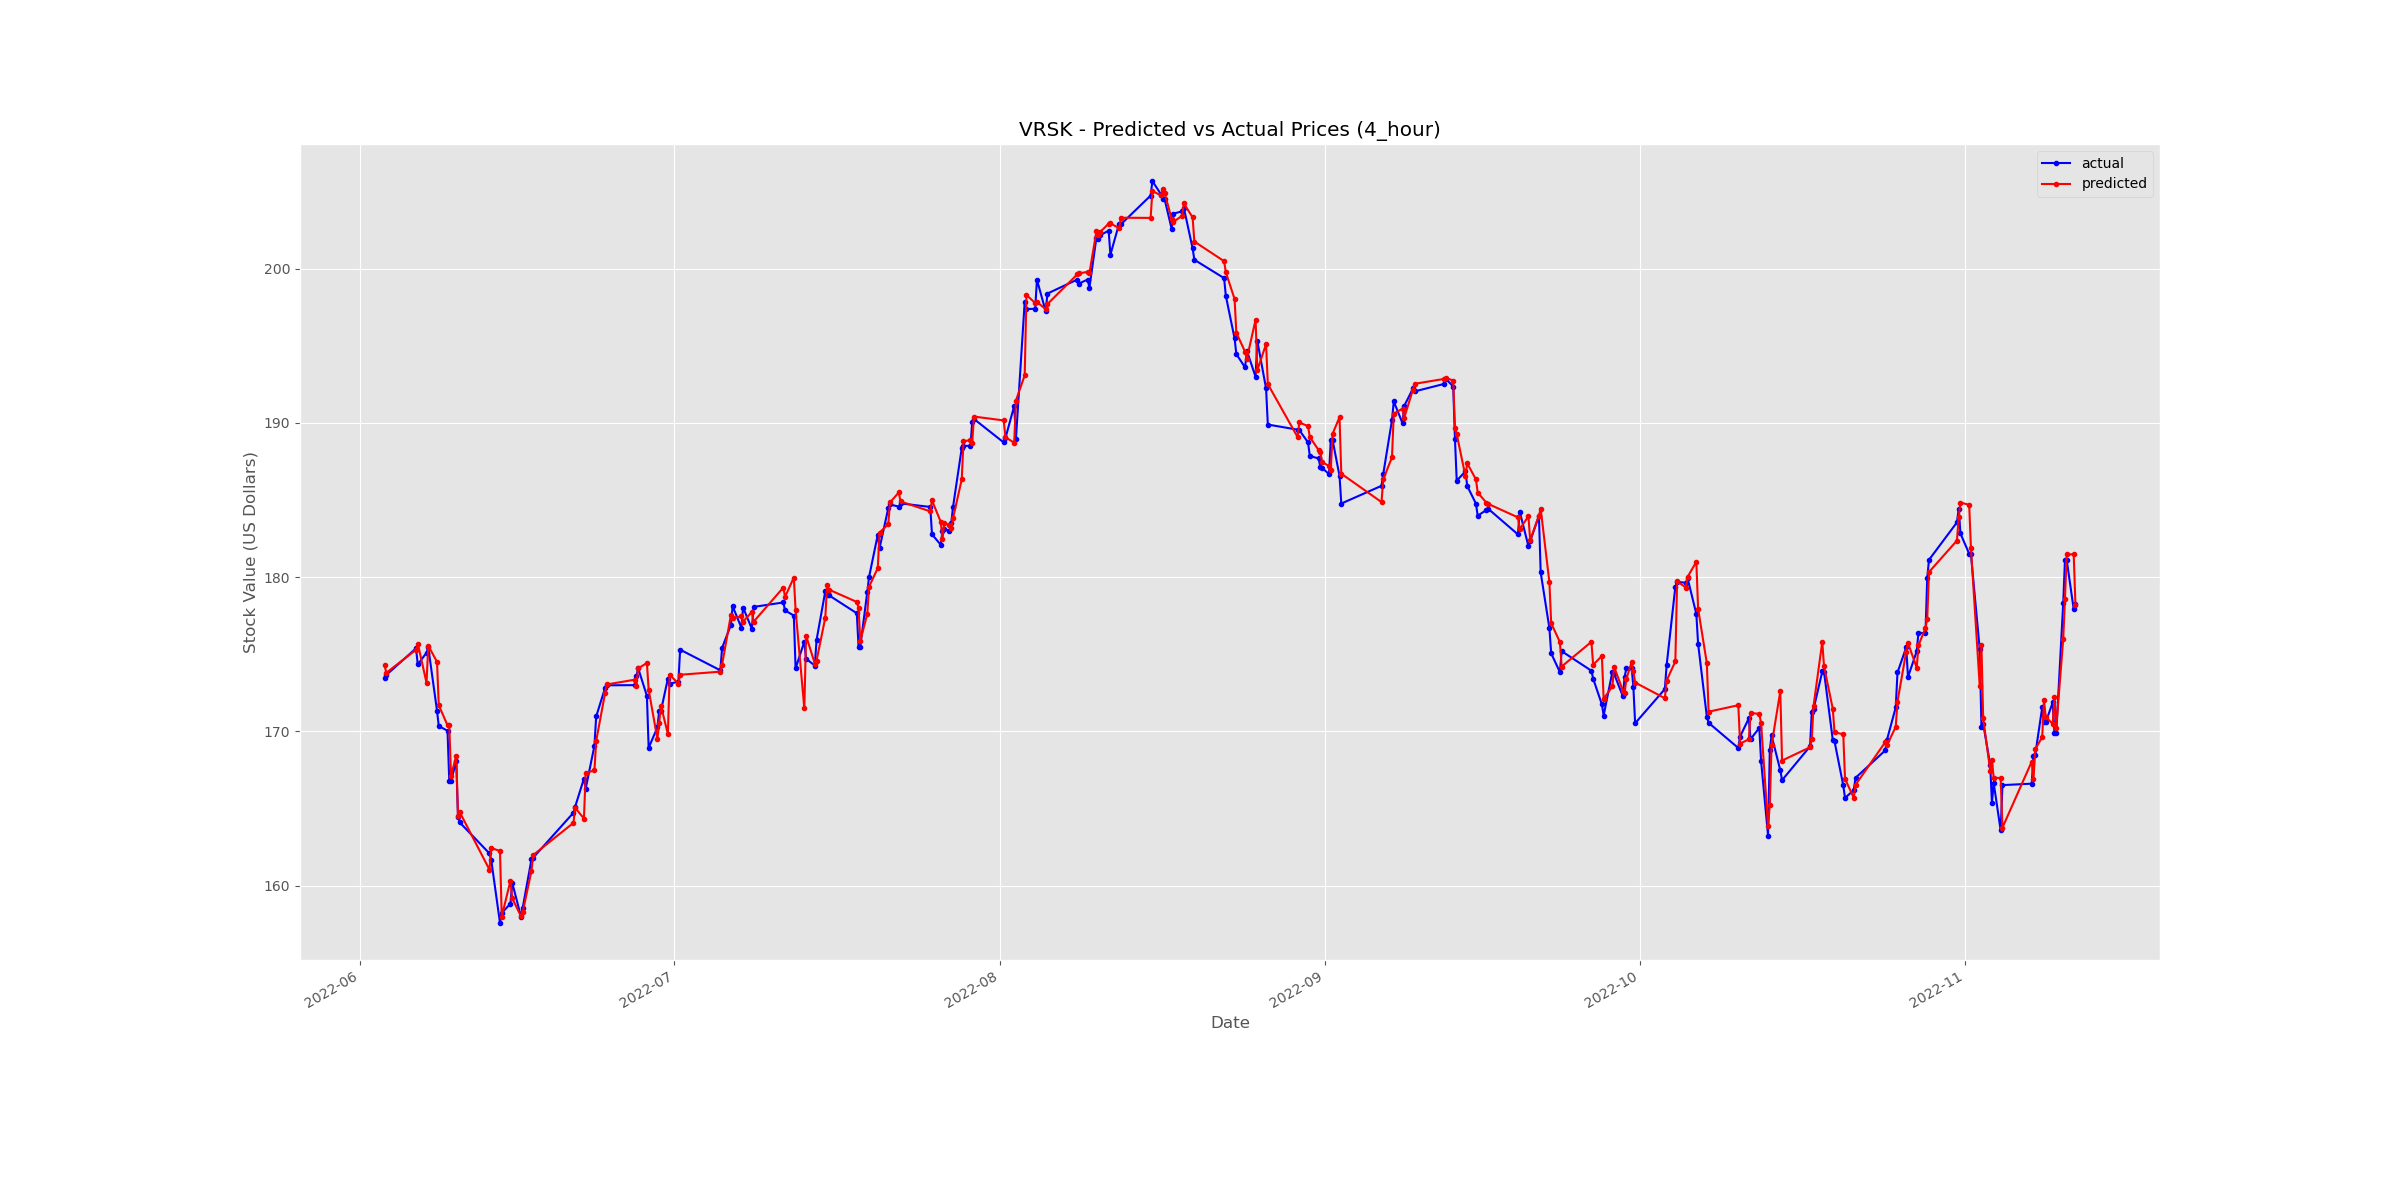 VRSK - Predicted vs Actual Prices (4_hour)
actual
predicted
200
190
180
170
160
Stock Value (US Dollars)
2022-06
2022-07
2022-08
2022-09
2022-10
2022-11
Date